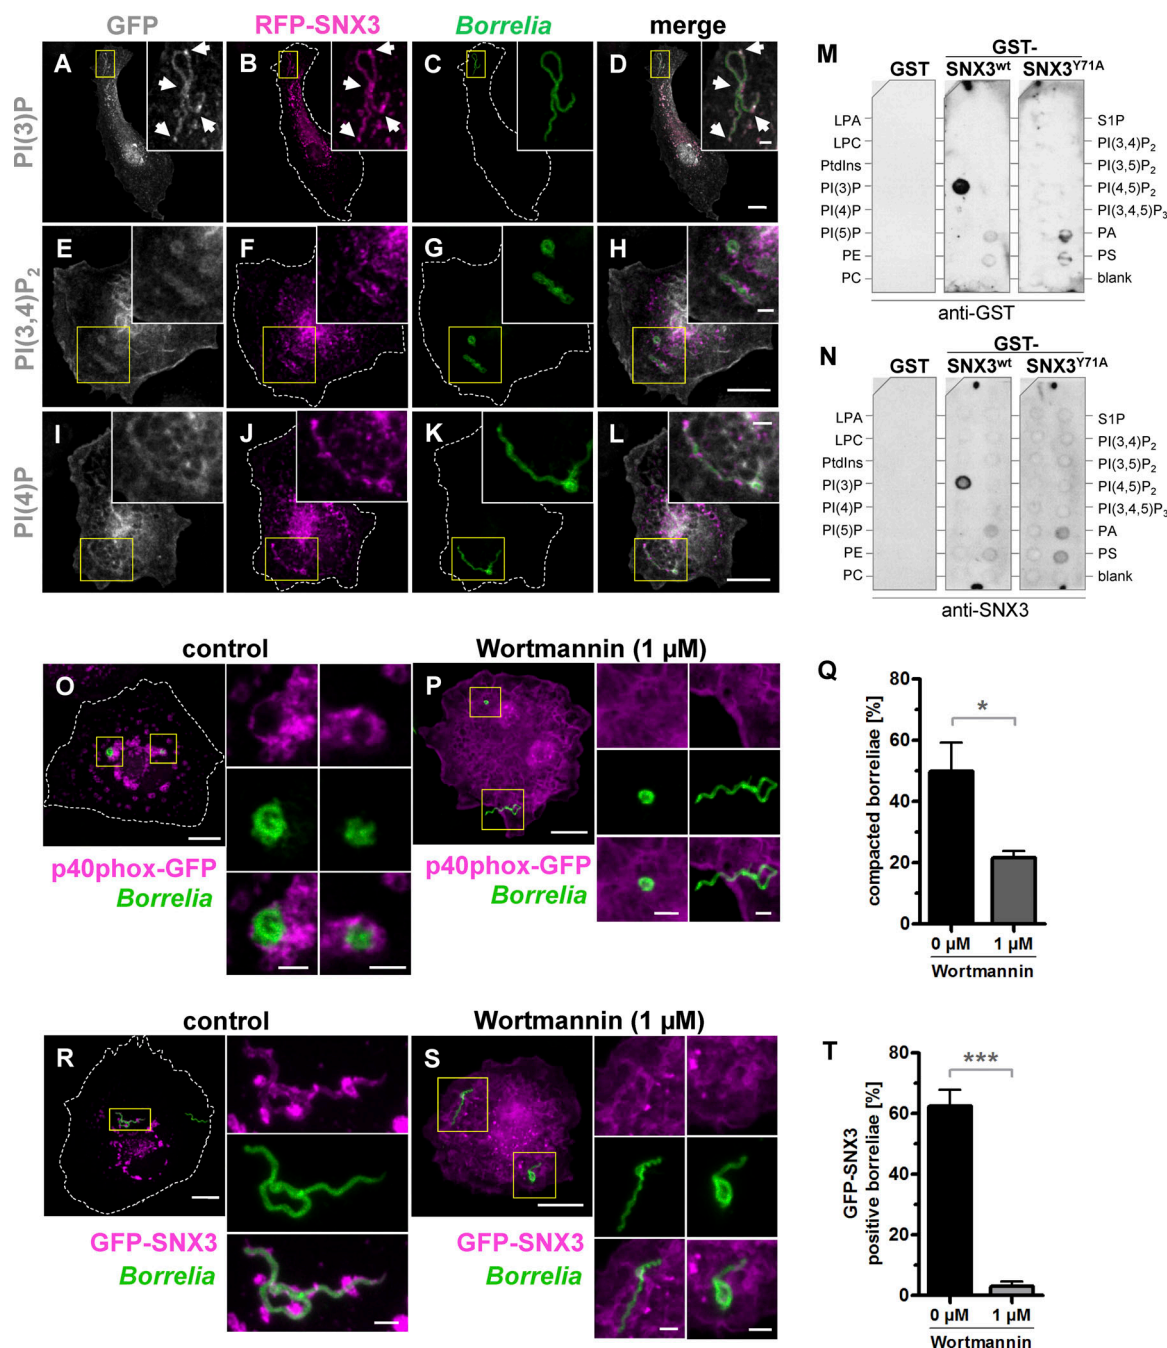 GFP RFP-SNX3 Borrelia merge
PI(3)P
A B C D
PI(3,4)P2
E F G H
PI(4)P
I J K L
M
GST-
GST SNX3wt SNX3Y71A
LPA S1P
LPC PI(3,4)P2
PtdIns PI(3,5)P2
PI(3)P PI(4,5)P2
PI(4)P PI(3,4,5)P3
PI(5)P PA
PE PS
PC blank
anti-GST
N
GST-
GST SNX3wt SNX3Y71A
LPA S1P
LPC PI(3,4)P2
PtdIns PI(3,5)P2
PI(3)P PI(4,5)P2
PI(4)P PI(3,4,5)P3
PI(5)P PA
PE PS
PC blank
anti-SNX3
control Wortmannin (1 µM)
O P
p40phox-GFP
Borrelia
p40phox-GFP
Borrelia
Q
compacted borreliae [%]
80
60
40
20
0
*
0 µM 1 µM
Wortmannin
control Wortmannin (1 µM)
R S
GFP-SNX3
Borrelia
GFP-SNX3
Borrelia
T
GFP-SNX3
positive borreliae [%]
80
60
40
20
0
***
0 µM 1 µM
Wortmannin